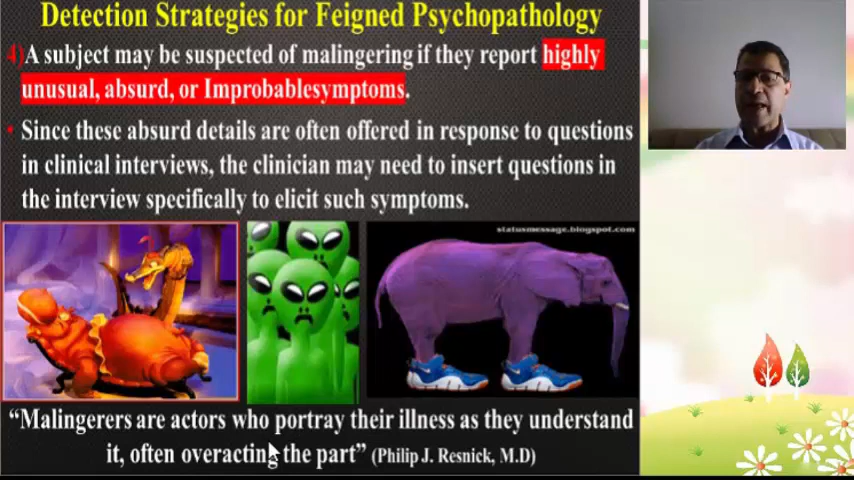 Detection Strategies for Feigned Psychopathology
4)A subject may be suspected of malingering if they report highly
unusual, absurd, or Improbablesymptoms.
• Since these absurd details are often offered in response to questions
in clinical interviews, the clinician may need to insert questions in
the interview specifically to elicit such symptoms.
statusmessage.blogspot.com
“Malingerers are actors who portray their illness as they understand
it, often overacting the part” (Philip J. Resnick, M.D)